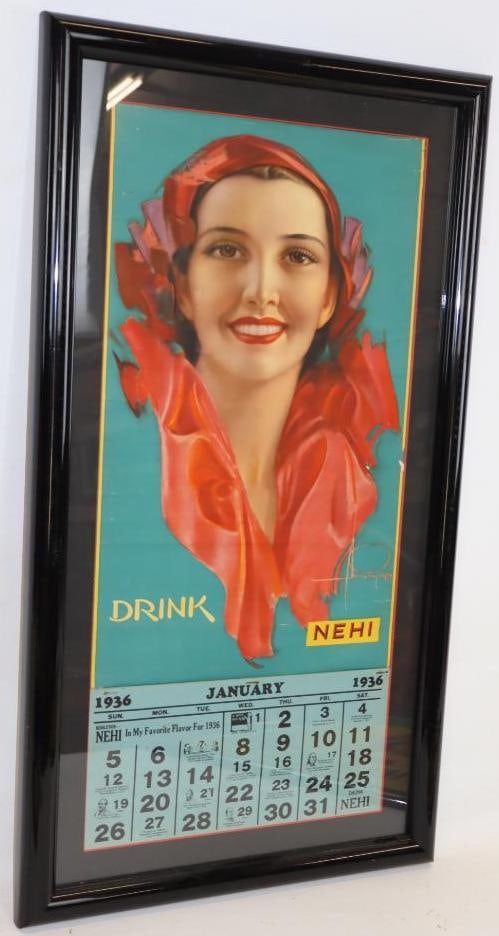 DRINK
NEHI
1936 JANUARY 1936
SUN. MON. TUE. WED. THU. FRI. SAT.
NEHI In My Favorite Flavor For 1936 1 2 3 4
5 6 7 8 9 10 11
12 13 14 15 16 17 18
19 20 21 22 23 24 25
26 27 28 29 30 31 DRINK NEHI